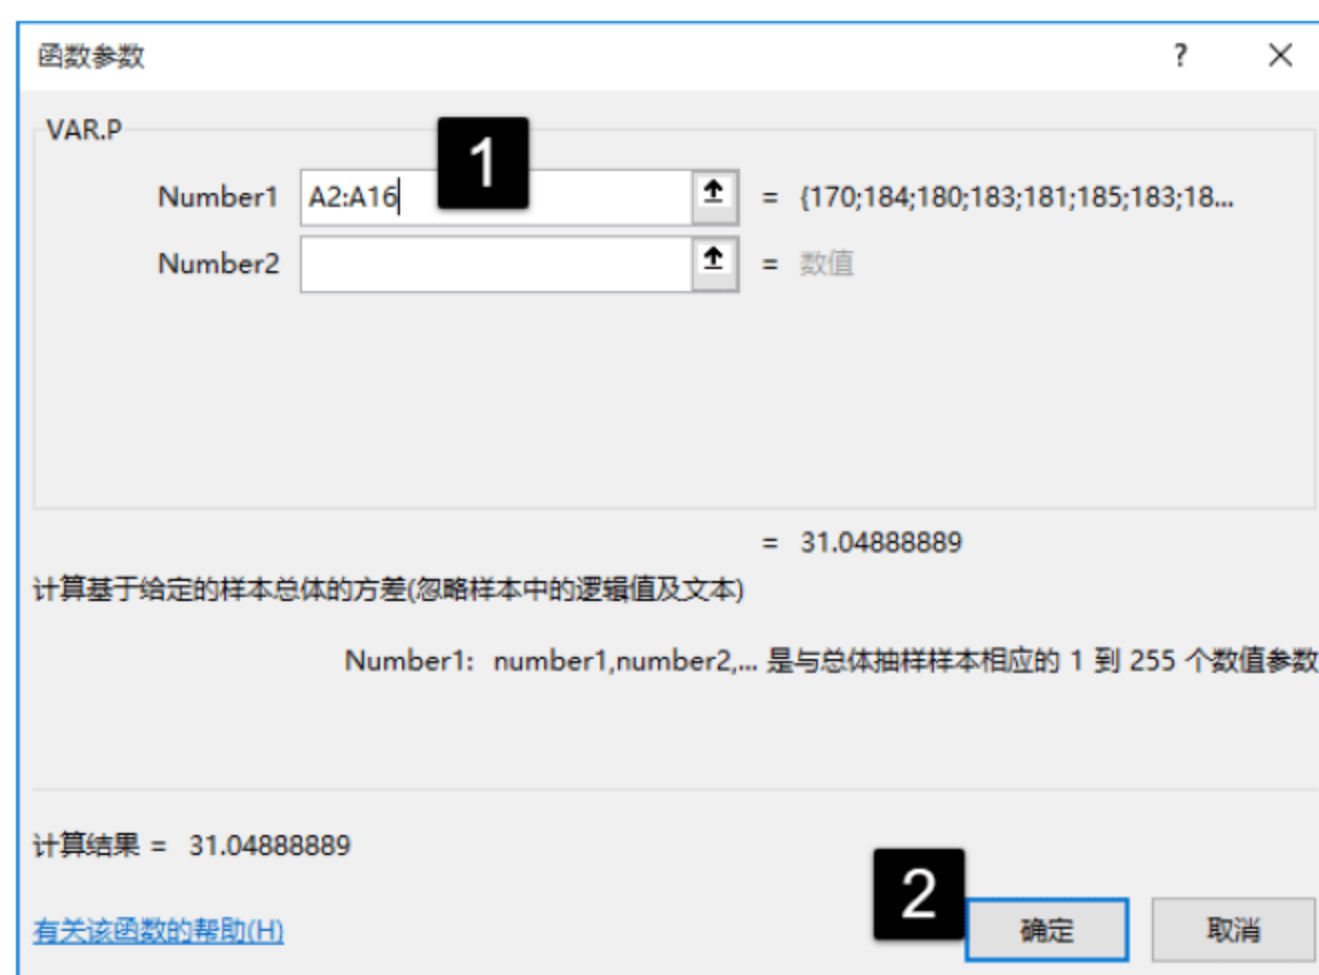 函数参数
?
VAR.P
1
Number1 A2:A16 = {170;184;180;183;181;185;183;18...
Number2 = 数值
= 31.04888889
计算基于给定的样本总体的方差(忽略样本中的逻辑值及文本)
Number1: number1,number2,... 是与总体抽样样本相应的 1 到 255 个数值参数
计算结果 = 31.04888889
2
有关该函数的帮助(H) 确定 取消